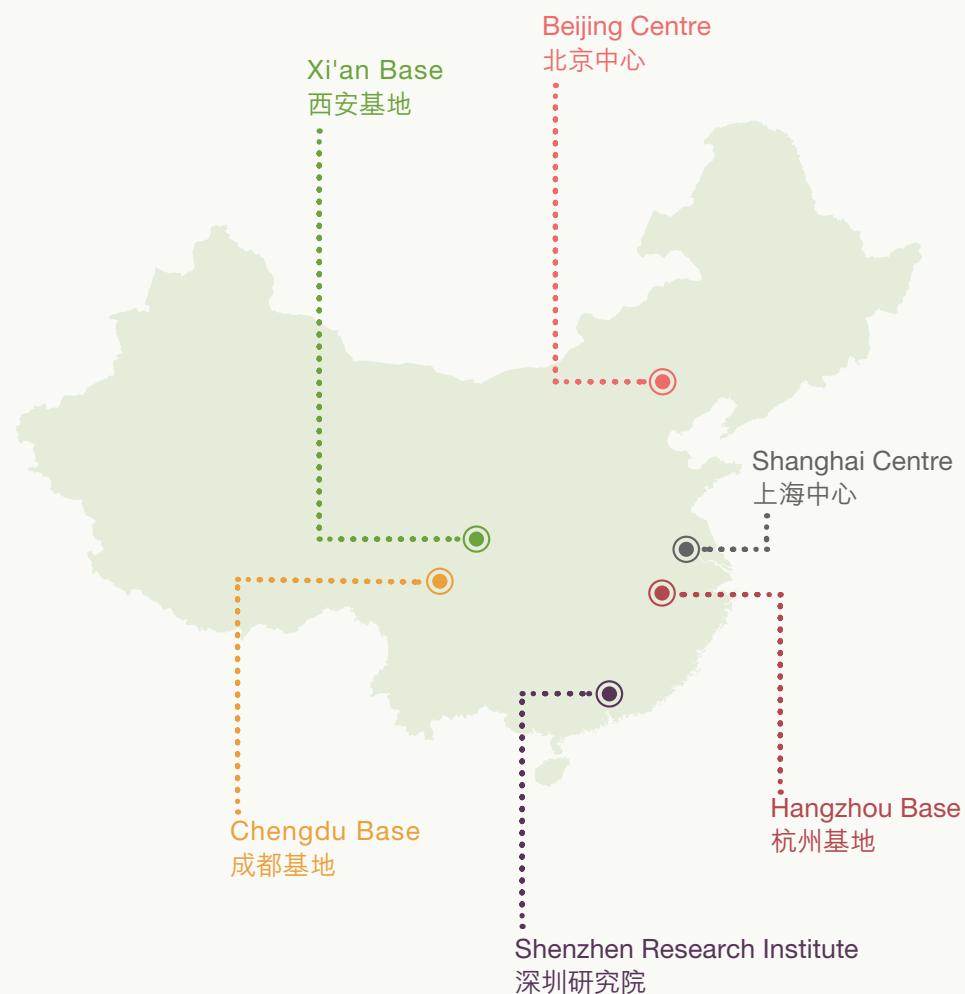 Beijing Centre
北京中心
Xi'an Base
西安基地
Shanghai Centre
上海中心
Hangzhou Base
杭州基地
Chengdu Base
成都基地
Shenzhen Research Institute
深圳研究院